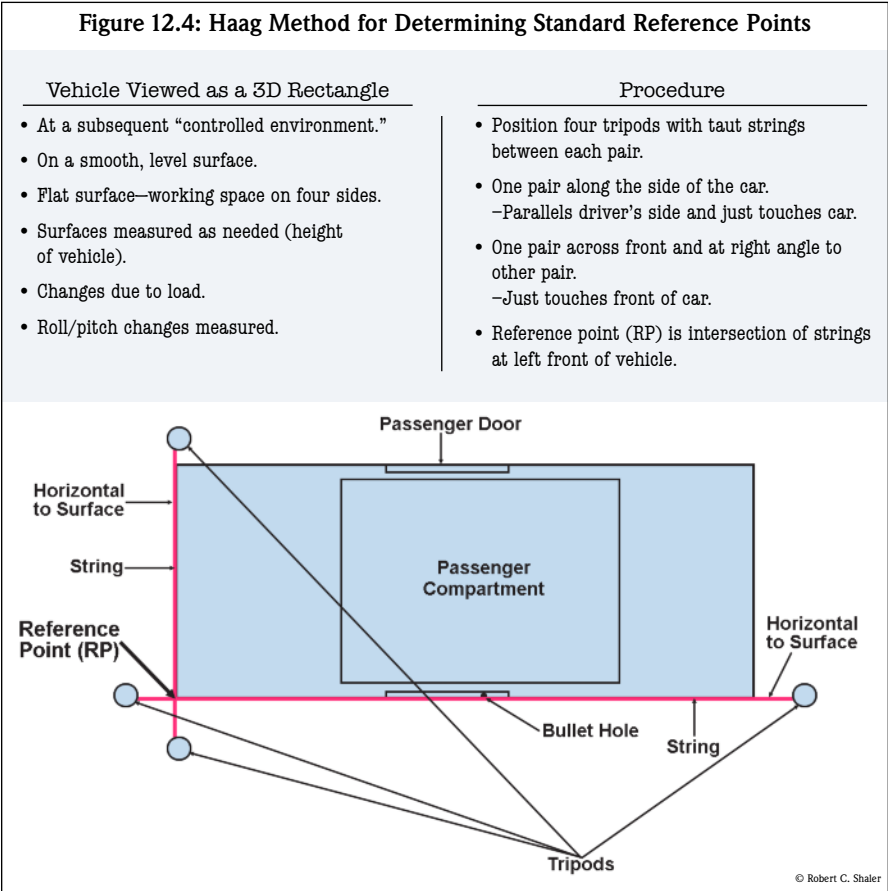 Figure 12.4: Haag Method for Determining Standard Reference Points
Vehicle Viewed as a 3D Rectangle
• At a subsequent “controlled environment.”
• On a smooth, level surface.
• Flat surface—working space on four sides.
• Surfaces measured as needed (height
of vehicle).
• Changes due to load.
• Roll/pitch changes measured.
Procedure
• Position four tripods with taut strings
between each pair.
• One pair along the side of the car.
–Parallels driver’s side and just touches car.
• One pair across front and at right angle to
other pair.
–Just touches front of car.
• Reference point (RP) is intersection of strings
at left front of vehicle.
Passenger Door
Horizontal
to Surface
String
Passenger
Compartment
Reference
Point (RP)
Horizontal
to Surface
Bullet Hole
String
Tripods
© Robert C. Shaler